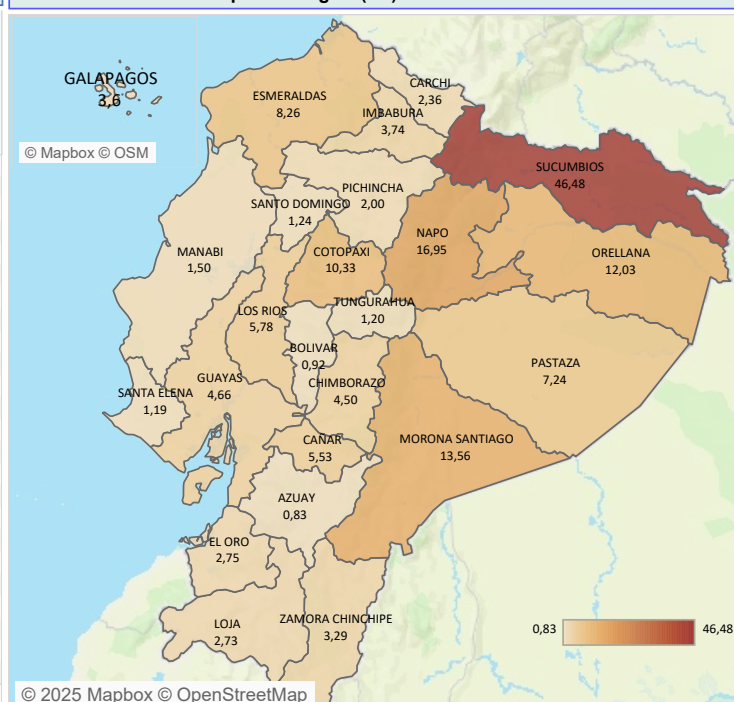 GALAPAGOS
3,6
© Mapbox © OSM
ESMERALDAS
8,26
CARCHI
2,36
IMBABURA
3,74
SUCUMBIOS
46,48
PICHINCHA
2,00
SANTO DOMINGO
1,24
NAPO
16,95
MANABI
1,50
COTOPAXI
10,33
ORELLANA
12,03
TUNGURAHUA
1,20
LOS RIOS
5,78
BOLIVAR
0,92
PASTAZA
7,24
GUAYAS
4,66
CHIMBORAZO
4,50
SANTA ELENA
1,19
CAÑAR
5,53
MORONA SANTIAGO
13,56
AZUAY
0,83
EL ORO
2,75
LOJA
2,73
ZAMORA CHINCHIPE
3,29
0,83
46,48
© 2025 Mapbox © OpenStreetMap